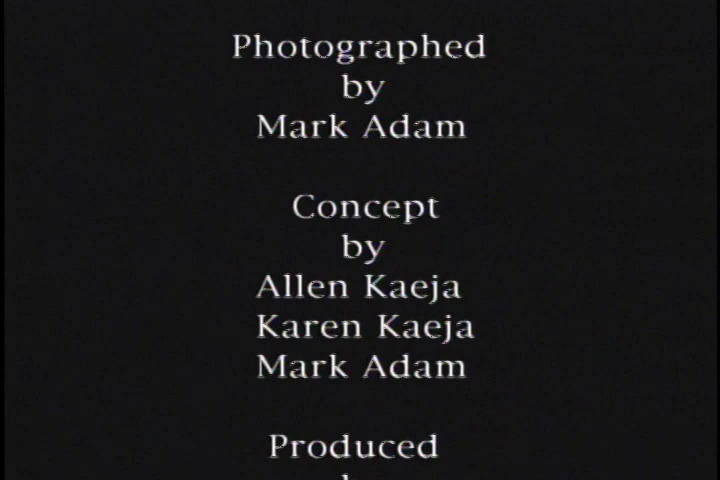 Photographed
by
Mark Adam
Concept
by
Allen Kaeja
Karen Kaeja
Mark Adam
Produced